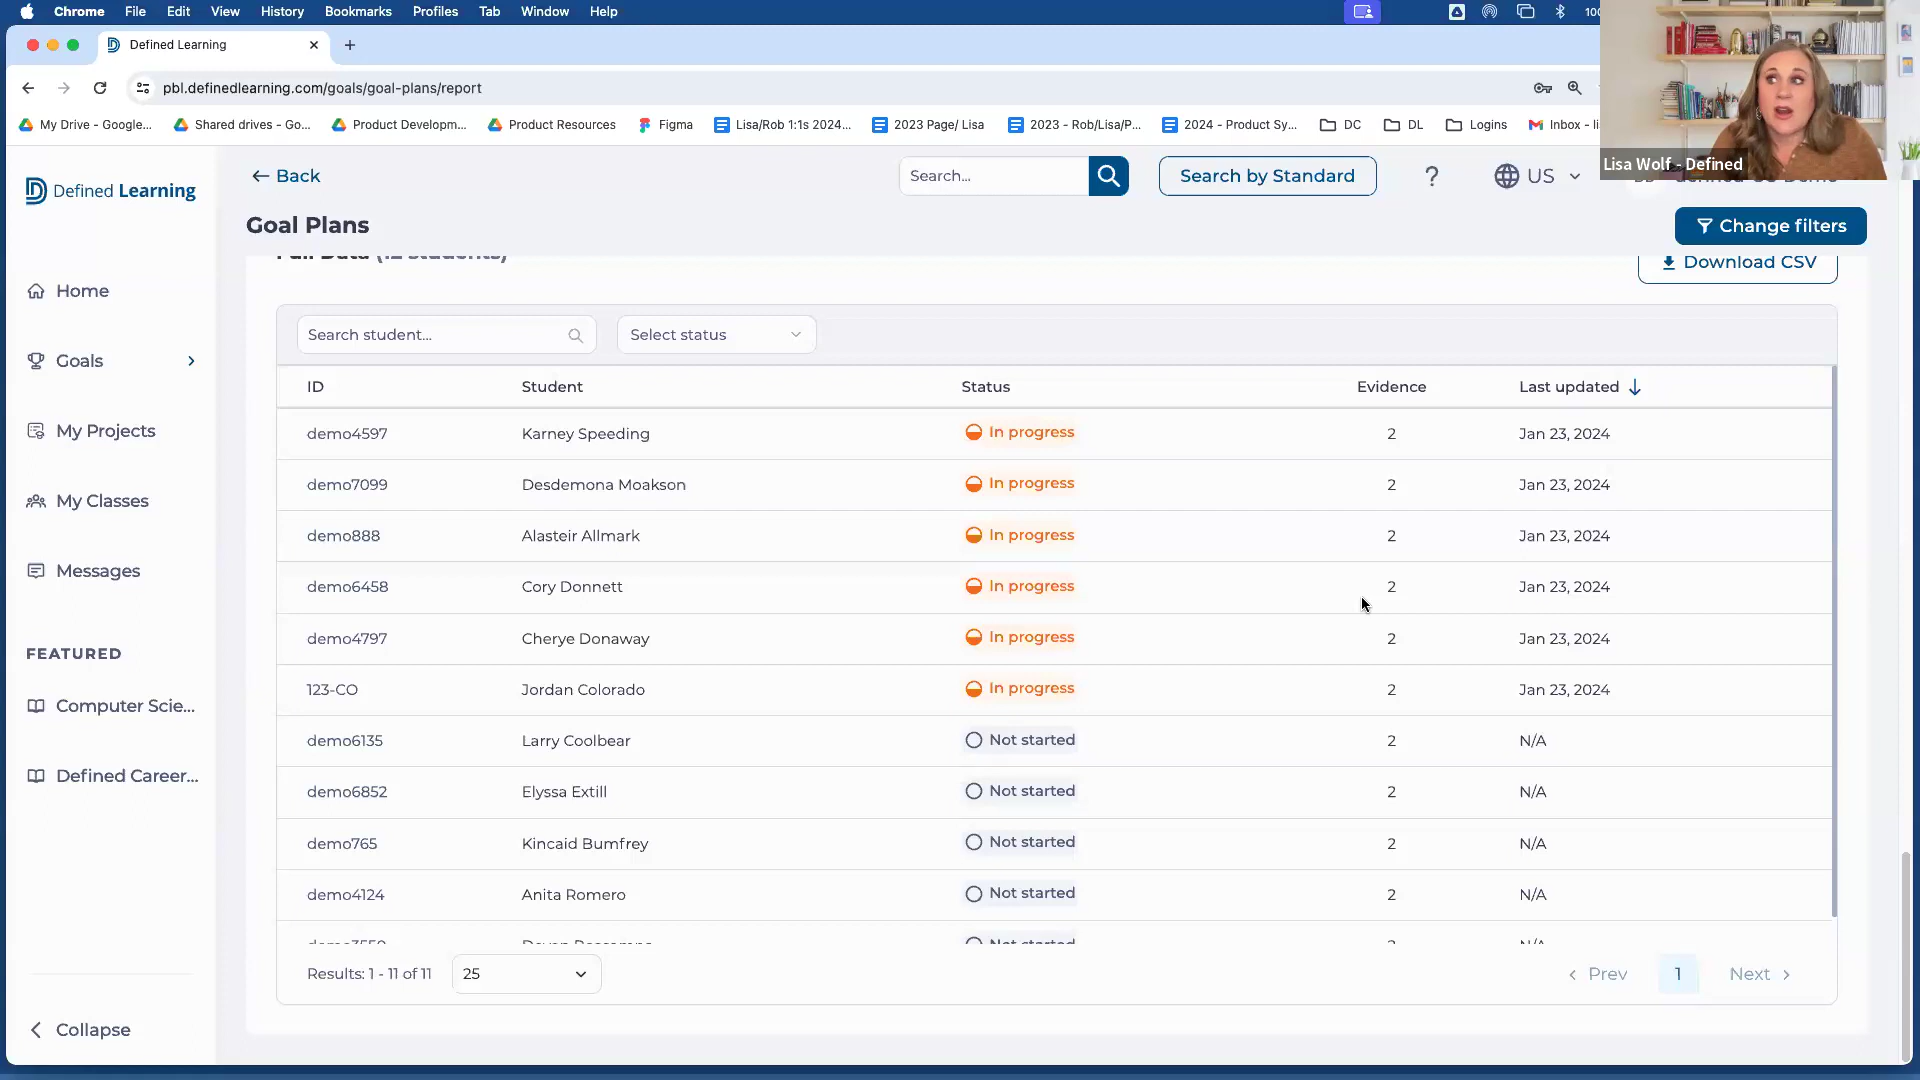 Chrome File Edit View History Bookmarks Profiles Tab Window Help 100
Defined Learning
pbl.definedlearning.com/goals/goal-plans/report
My Drive - Google... Shared drives - Go... Product Developm... Product Resources Figma Lisa/Rob 1:1s 2024... 2023 Page/ Lisa 2023 - Rob/Lisa/P... 2024 - Product Sy... DC DL Logins Inbox - li
Lisa Wolf - Defined
Defined Learning
Back
Search...
Search by Standard
?
US
Goal Plans
Change filters
Full Data (12 students)
Download CSV
Home
Goals
My Projects
My Classes
Messages
FEATURED
Computer Scie...
Defined Career...
Collapse
Search student...
Select status
ID Student Status Evidence Last updated
demo4597 Karney Speeding In progress 2 Jan 23, 2024
demo7099 Desdemona Moakson In progress 2 Jan 23, 2024
demo888 Alasteir Allmark In progress 2 Jan 23, 2024
demo6458 Cory Donnett In progress 2 Jan 23, 2024
demo4797 Cherye Donaway In progress 2 Jan 23, 2024
123-CO Jordan Colorado In progress 2 Jan 23, 2024
demo6135 Larry Coolbear Not started 2 N/A
demo6852 Elyssa Extill Not started 2 N/A
demo765 Kincaid Bumfrey Not started 2 N/A
demo4124 Anita Romero Not started 2 N/A
Not started 2 N/A
Results: 1 - 11 of 11
25
Prev 1 Next